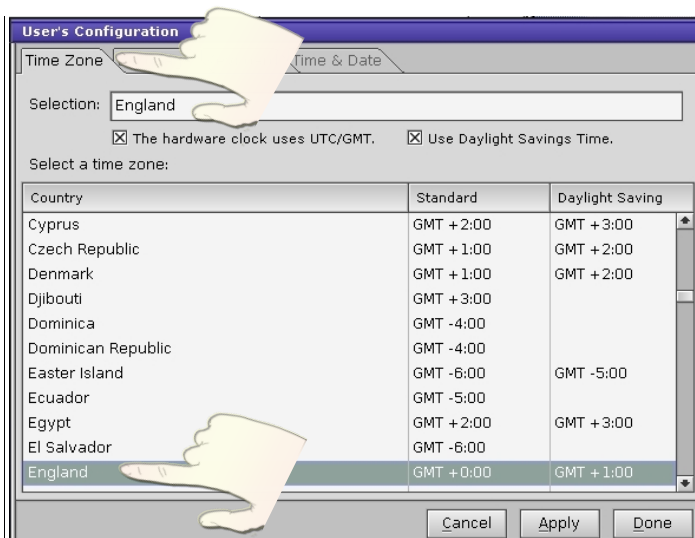 User's Configuration
Time Zone
Time & Date
Selection: England
The hardware clock uses UTC/GMT. Use Daylight Savings Time.
Select a time zone:
Country Standard Daylight Saving
Cyprus GMT +2:00 GMT +3:00
Czech Republic GMT +1:00 GMT +2:00
Denmark GMT +1:00 GMT +2:00
Djibouti GMT +3:00
Dominica GMT -4:00
Dominican Republic GMT -4:00
Easter Island GMT -6:00 GMT -5:00
Ecuador GMT -5:00
Egypt GMT +2:00 GMT +3:00
El Salvador GMT -6:00
England GMT +0:00 GMT +1:00
Cancel Apply Done